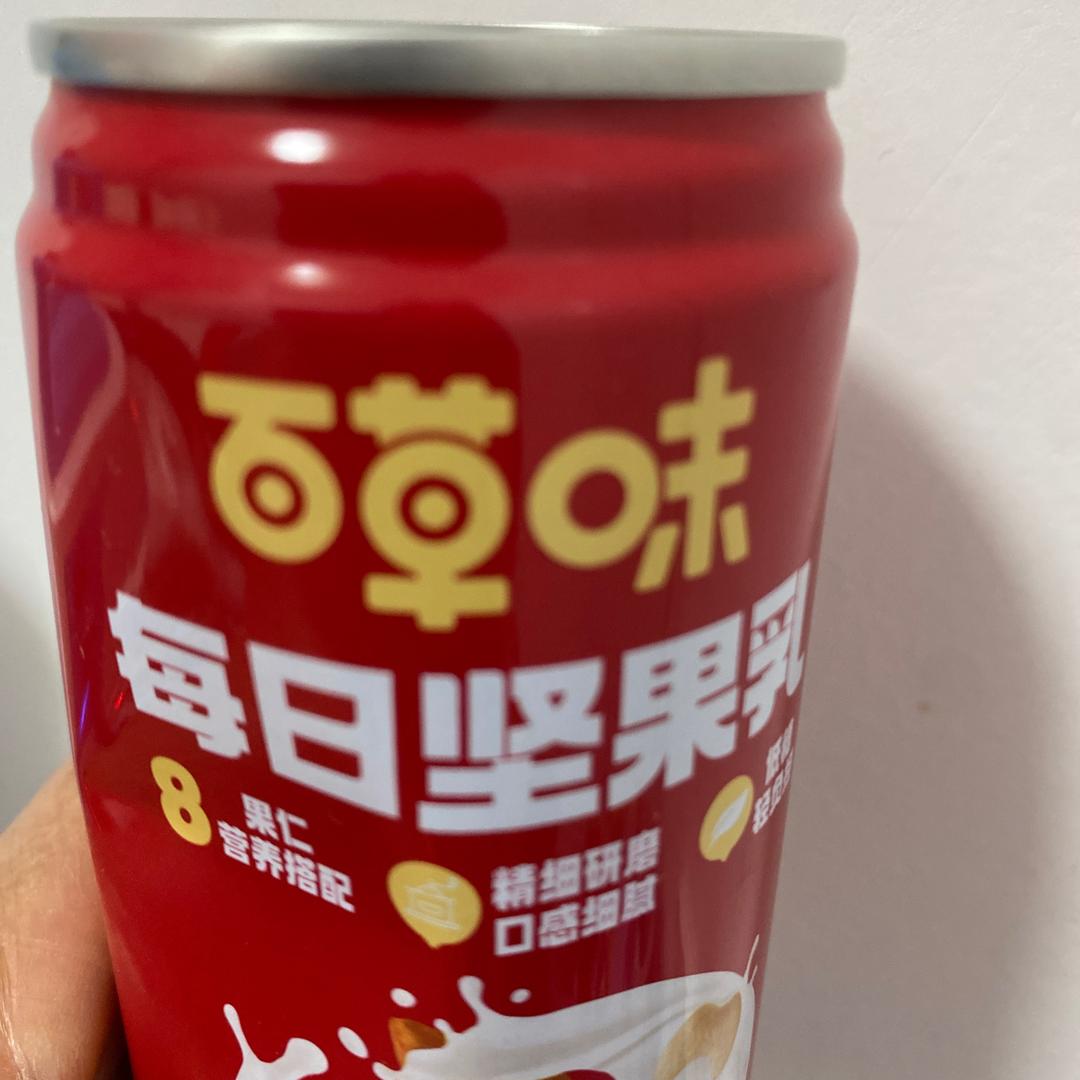 百草味
每日坚果乳
8
果仁
营养搭配
精细研磨
口感细腻